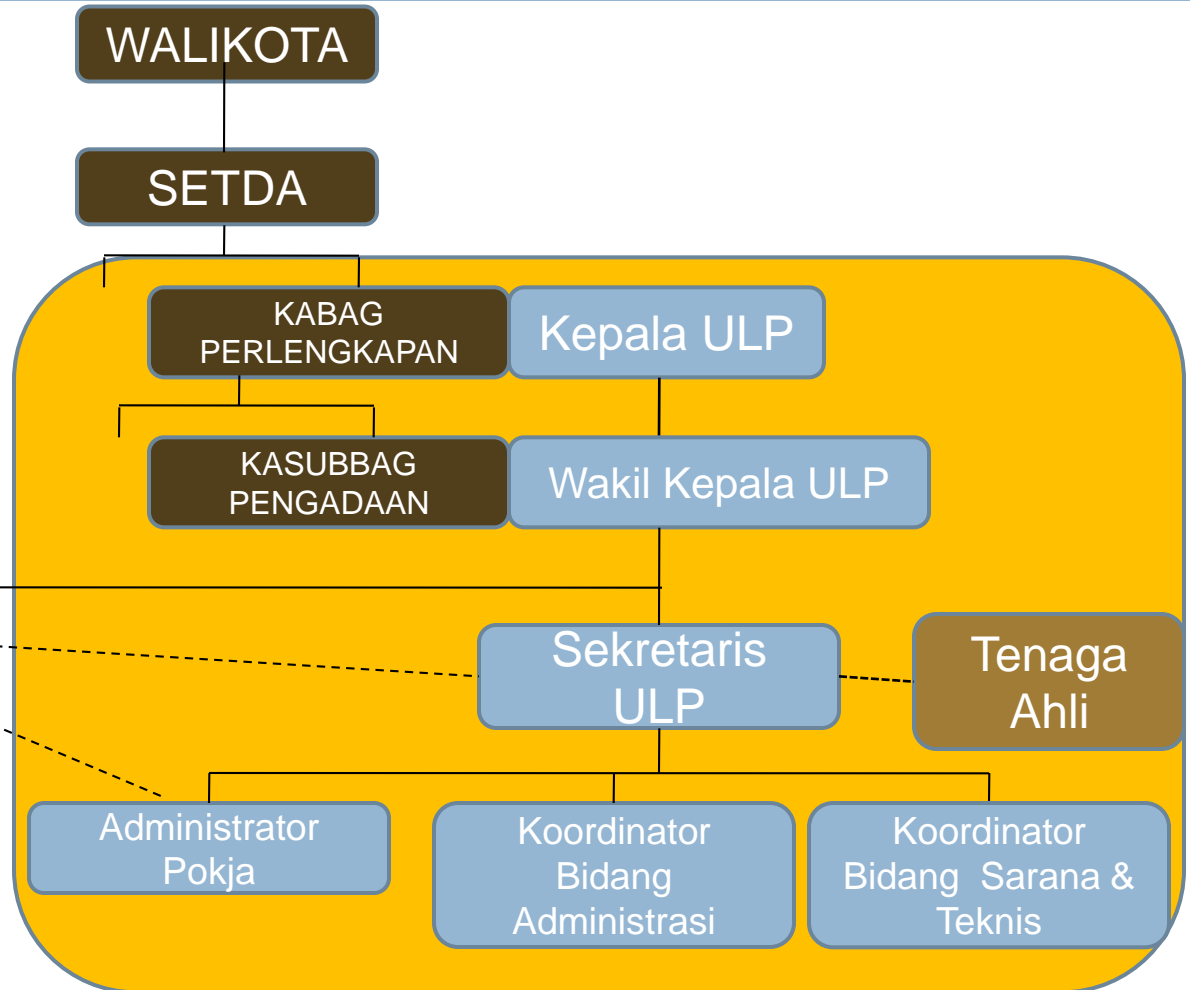 WALIKOTA
SETDA
KABAG
PERLENGKAPAN
Kepala ULP
KASUBBAG
PENGADAAN
Wakil Kepala ULP
Sekretaris
ULP
Tenaga
Ahli
Administrator
Pokja
Koordinator
Bidang
Administrasi
Koordinator
Bidang Sarana &
Teknis